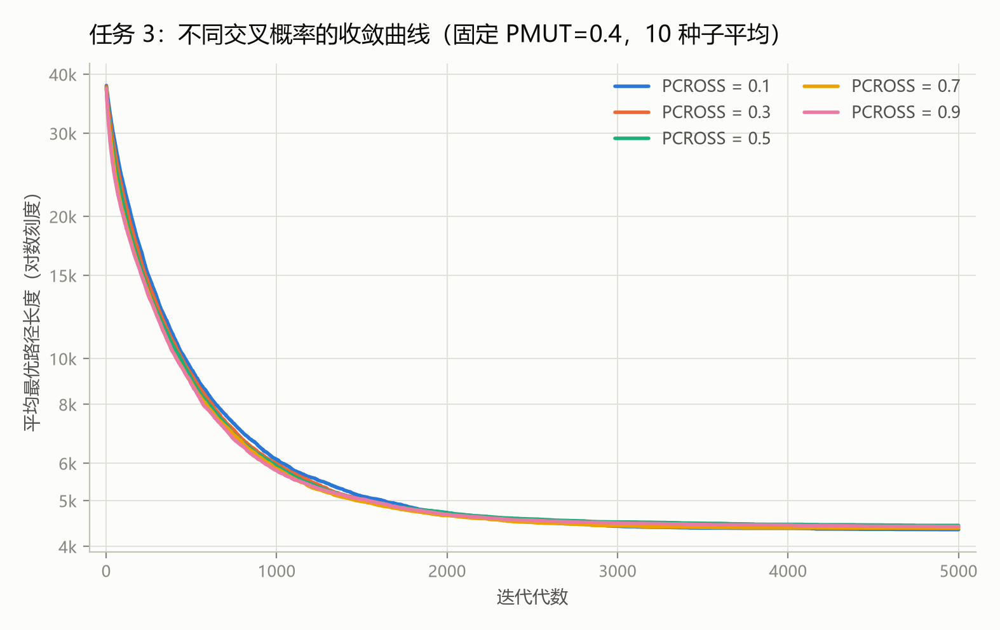 任务 3：不同交叉概率的收敛曲线（固定 PMUT=0.4，10 种子平均）
PCROSS = 0.1
PCROSS = 0.3
PCROSS = 0.5
PCROSS = 0.7
PCROSS = 0.9
平均最优路径长度（对数刻度）
40k
30k
20k
15k
10k
8k
6k
5k
4k
0 1000 2000 3000 4000 5000
迭代代数